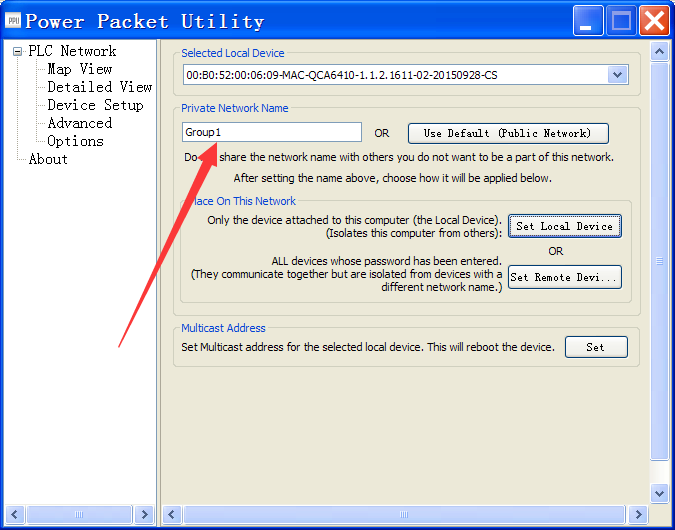 PPU Power Packet Utility
PLC Network
Map View
Detailed View
Device Setup
Advanced
Options
About
Selected Local Device
00:B0:52:00:06:09-MAC-QCA6410-1.1.2.1611-02-20150928-CS
Private Network Name
Group1 OR Use Default (Public Network)
Do share the network name with others you do not want to be a part of this network.
After setting the name above, choose how it will be applied below.
lace On This Network
Only the device attached to this computer (the Local Device).
(Isolates this computer from others):
Set Local Device
OR
ALL devices whose password has been entered.
(They communicate together but are isolated from devices with a
different network name.)
Set Remote Devi...
Multicast Address
Set Multicast address for the selected local device. This will reboot the device. Set